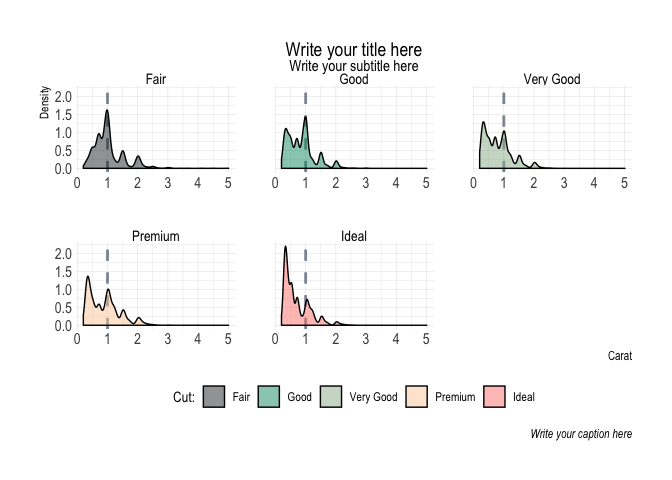 Write your title here
Write your subtitle here
Fair Good Very Good
Density
2.0
1.5
1.0
0.5
0.0
0 1 2 3 4 5 0 1 2 3 4 5 0 1 2 3 4 5
Premium Ideal
2.0
1.5
1.0
0.5
0.0
0 1 2 3 4 5 0 1 2 3 4 5
Carat
Cut: Fair Good Very Good Premium Ideal
Write your caption here